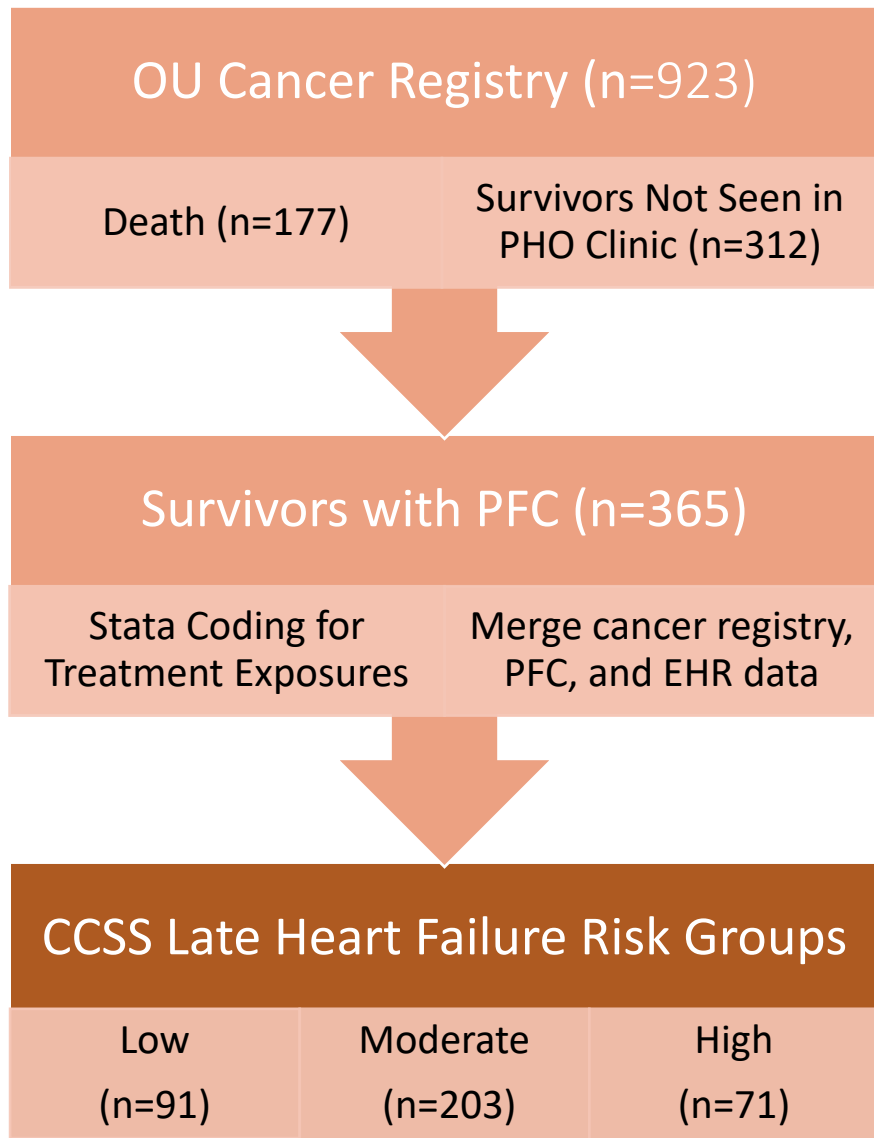 OU Cancer Registry (n=923)
Death (n=177)
Survivors Not Seen in
PHO Clinic (n=312)
Survivors with PFC (n=365)
Stata Coding for
Treatment Exposures
Merge cancer registry,
PFC, and EHR data
CCSS Late Heart Failure Risk Groups
Low
(n=91)
Moderate
(n=203)
High
(n=71)